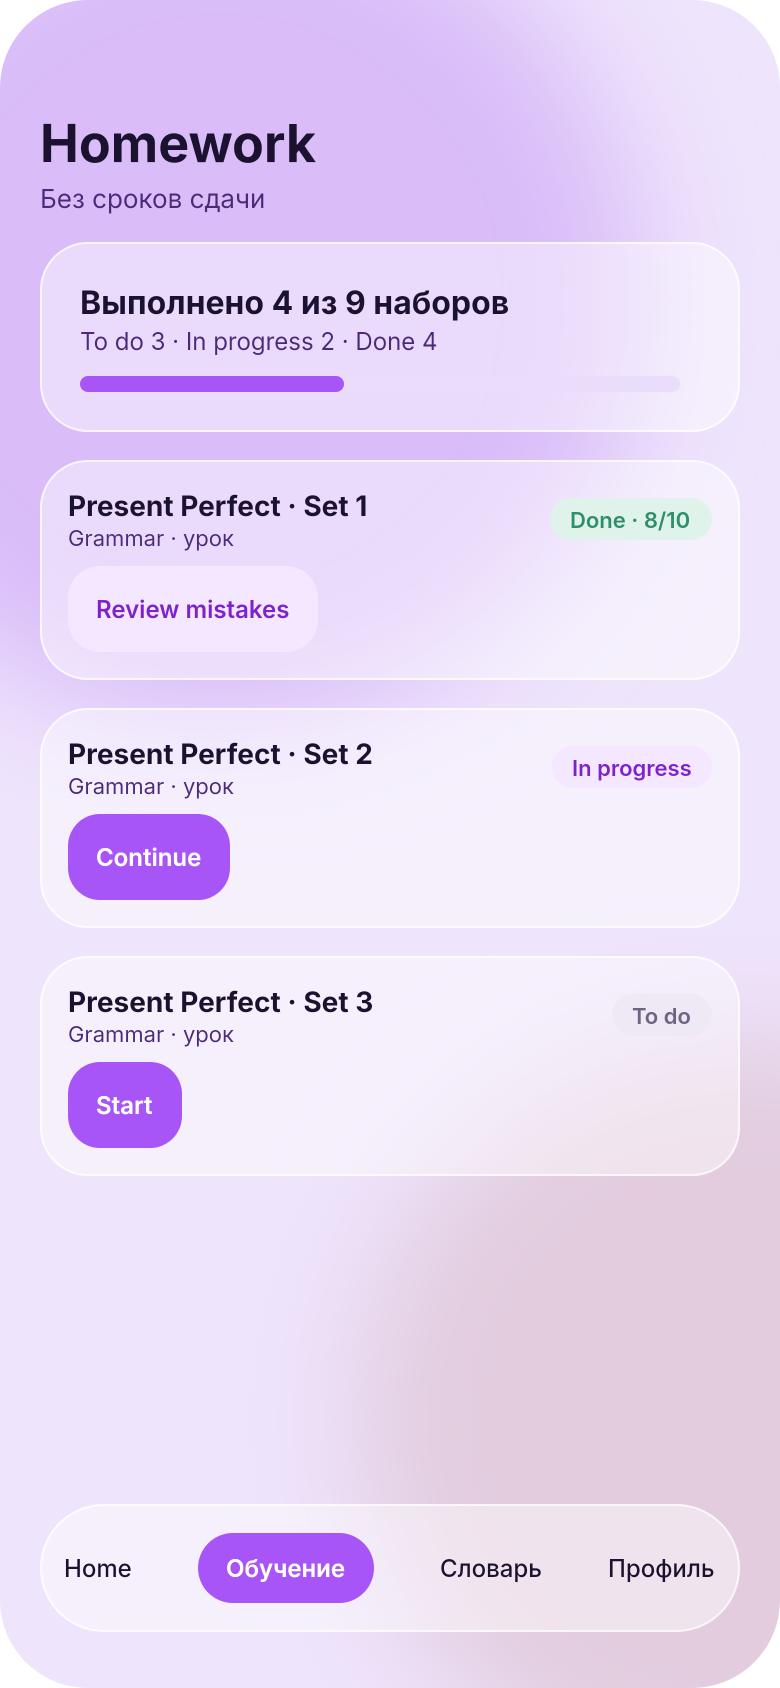 Homework
Без сроков сдачи
Выполнено 4 из 9 наборов
To do 3 · In progress 2 · Done 4
Present Perfect · Set 1
Done · 8/10
Grammar · урок
Review mistakes
Present Perfect · Set 2
In progress
Grammar · урок
Continue
Present Perfect · Set 3
To do
Grammar · урок
Start
Home Обучение Словарь Профиль